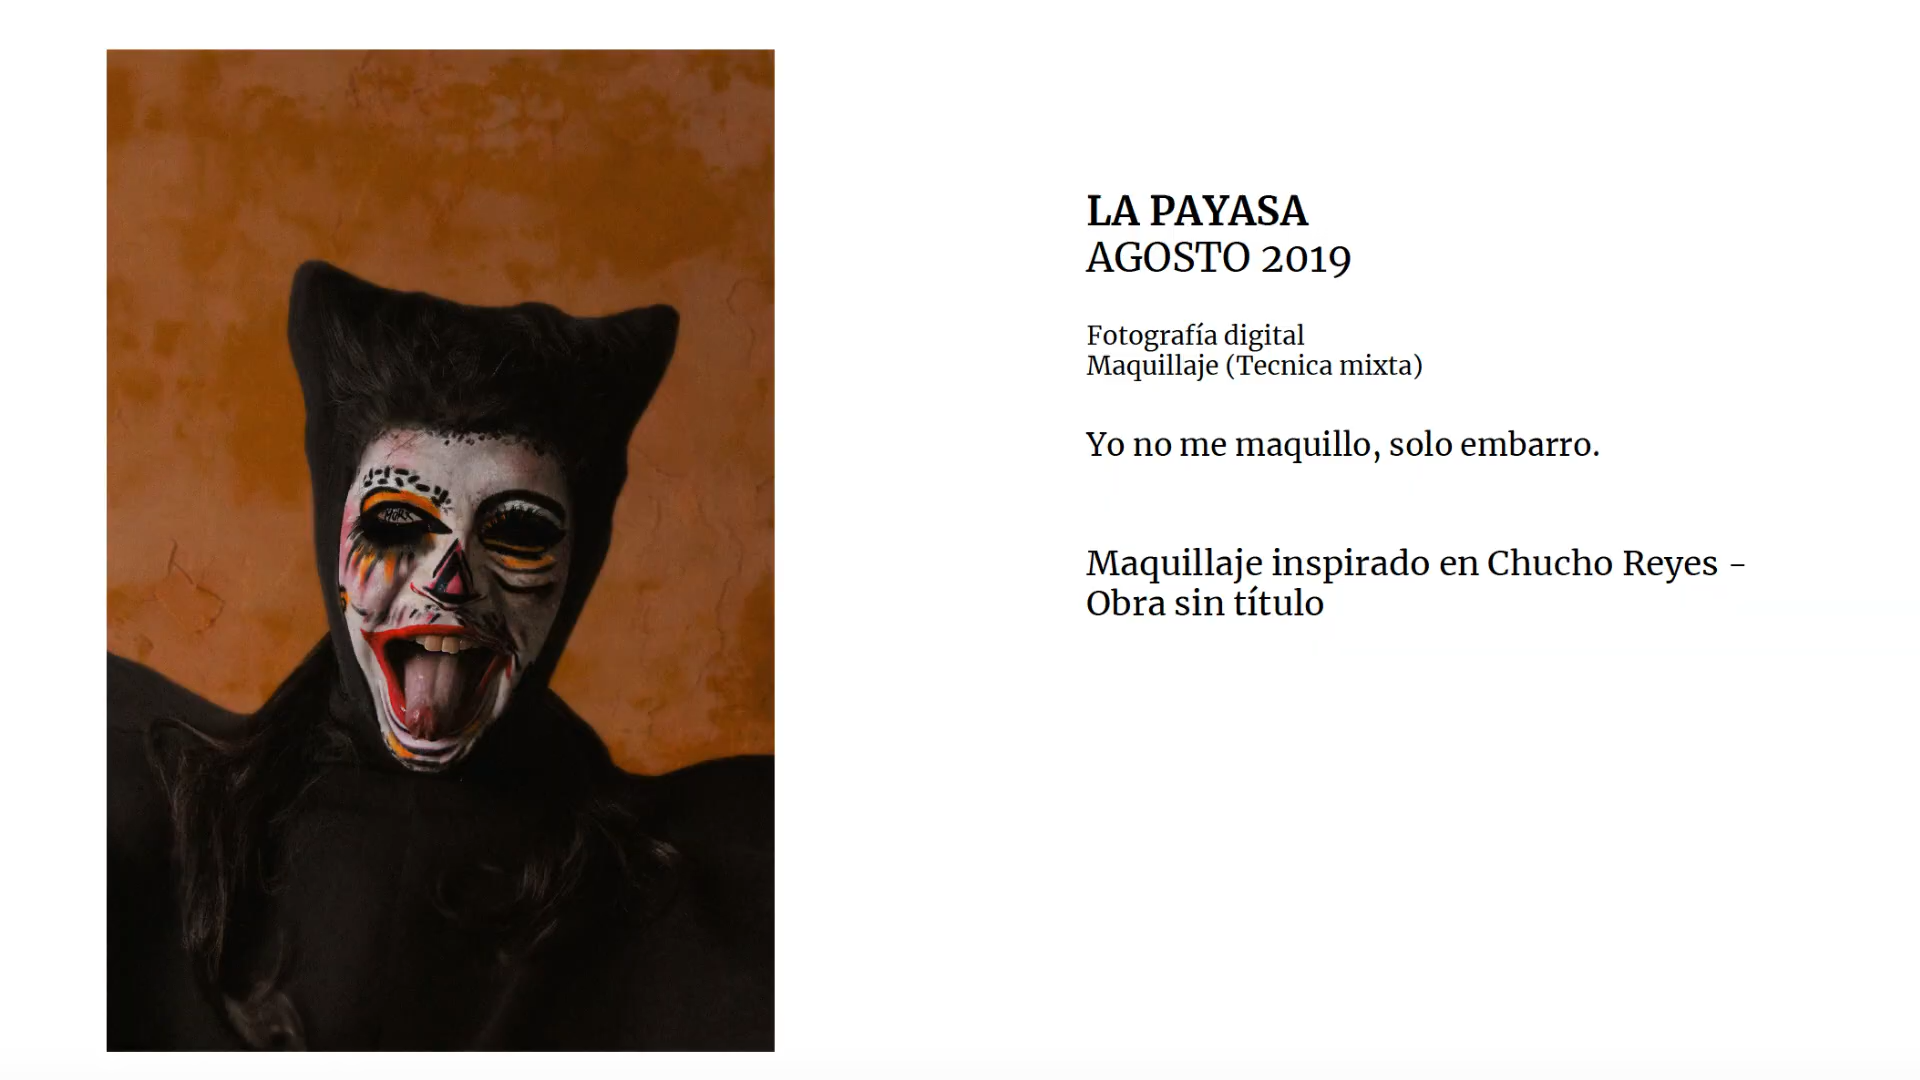 LA PAYASA
AGOSTO 2019
Fotografía digital
Maquillaje (Tecnica mixta)
Yo no me maquillo, solo embarro.
Maquillaje inspirado en Chucho Reyes -
Obra sin título